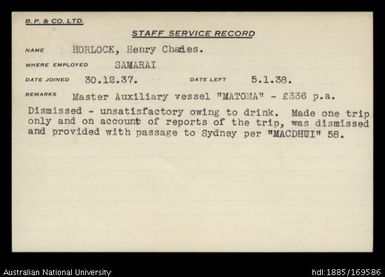 B.P. & CO. LTD.
STAFF SERVICE RECORD
NAME HORLOCK, Henry Charles.
WHERE EMPLOYED SAMARAI
DATE JOINED 30.12.37. DATE LEFT 5.1.38.
REMARKS Master Auxiliary vessel "MATOMA" - £336 p.a.
Dismissed - unsatisfactory owing to drink. Made one trip
only and on account of reports of the trip, was dismissed
and provided with passage to Sydney per "MACDHUI" 58.
Australian National University
hdl:1885/169586